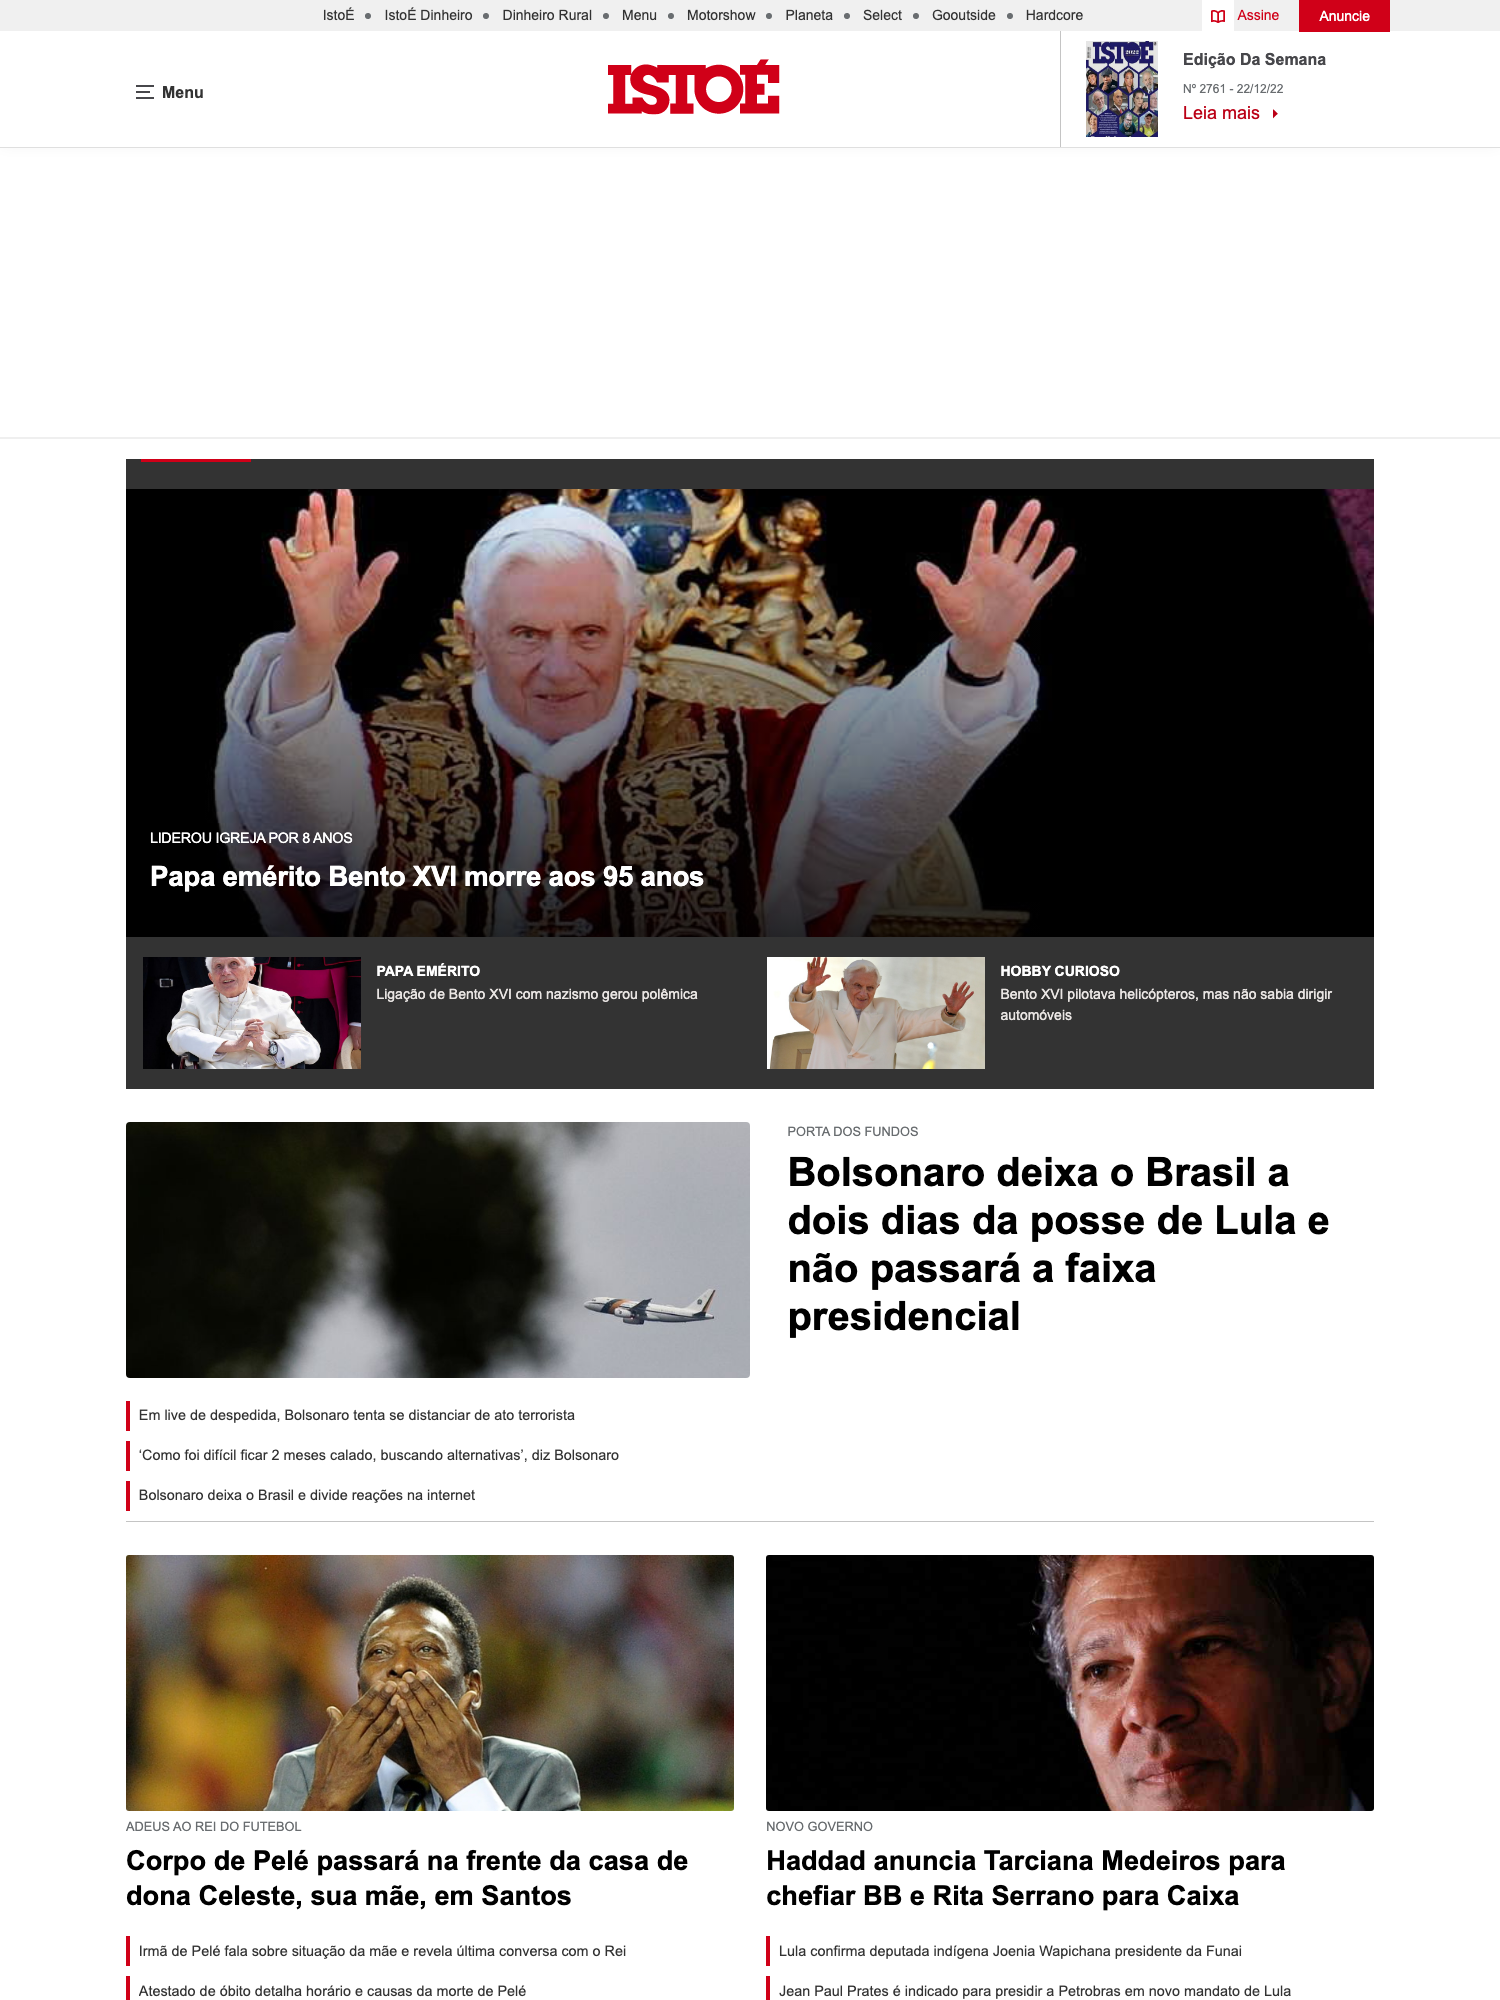 IstoÉ • IstoÉ Dinheiro • Dinheiro Rural • Menu • Motorshow • Planeta • Select • Gooutside • Hardcore
Assine
Anuncie
Menu
ISTOÉ
ISTOÉ
Edição Da Semana
Nº 2761 - 22/12/22
Leia mais
LIDEROU IGREJA POR 8 ANOS
Papa emérito Bento XVI morre aos 95 anos
PAPA EMÉRITO
Ligação de Bento XVI com nazismo gerou polêmica
HOBBY CURIOSO
Bento XVI pilotava helicópteros, mas não sabia dirigir
automóveis
PORTA DOS FUNDOS
Bolsonaro deixa o Brasil a
dois dias da posse de Lula e
não passará a faixa
presidencial
Em live de despedida, Bolsonaro tenta se distanciar de ato terrorista
‘Como foi difícil ficar 2 meses calado, buscando alternativas’, diz Bolsonaro
Bolsonaro deixa o Brasil e divide reações na internet
ADEUS AO REI DO FUTEBOL
Corpo de Pelé passará na frente da casa de
dona Celeste, sua mãe, em Santos
Irmã de Pelé fala sobre situação da mãe e revela última conversa com o Rei
Atestado de óbito detalha horário e causas da morte de Pelé
NOVO GOVERNO
Haddad anuncia Tarciana Medeiros para
chefiar BB e Rita Serrano para Caixa
Lula confirma deputada indígena Joenia Wapichana presidente da Funai
Jean Paul Prates é indicado para presidir a Petrobras em novo mandato de Lula